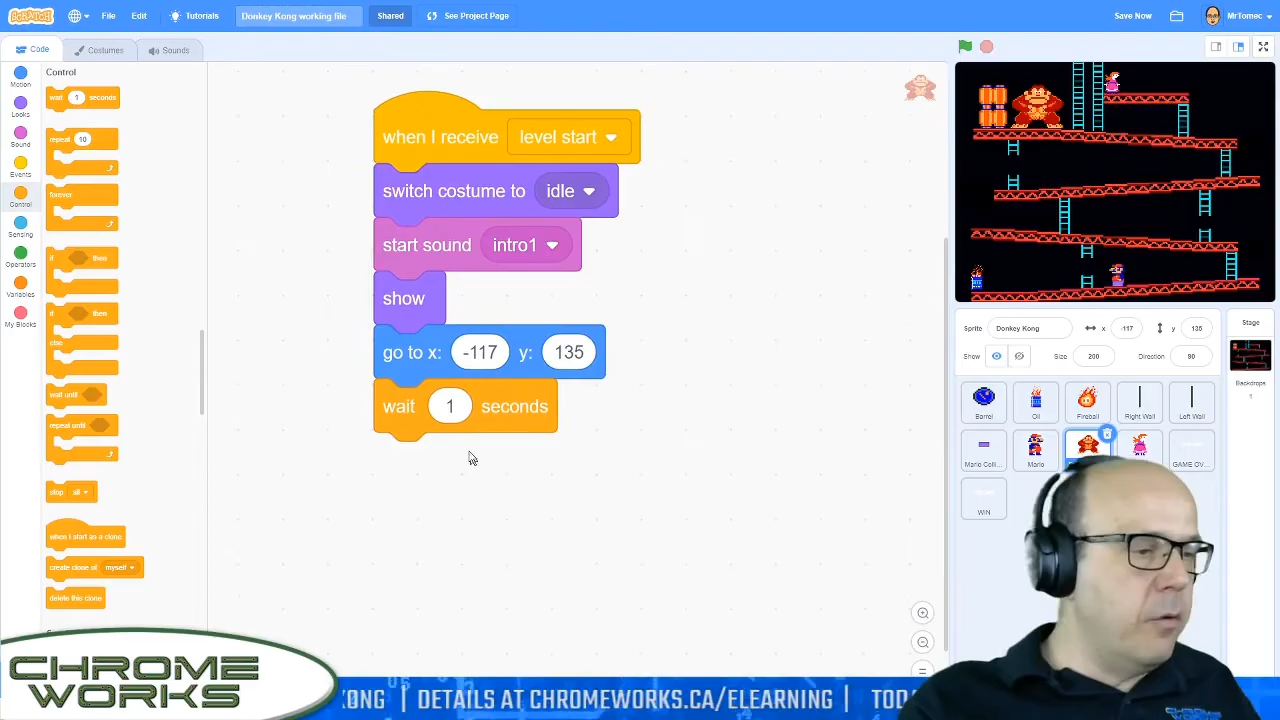 SCRATCH File Edit Tutorials Donkey Kong working file Shared See Project Page Save Now MrTomec
Code Costumes Sounds
Motion
Looks
Sound
Events
Control
Sensing
Operators
Variables
My Blocks
Control
wait 1 seconds
repeat 10
forever
if then
if then
else
wait until
repeat until
stop all
when I start as a clone
create clone of myself
delete this clone
when I receive level start
switch costume to idle
start sound intro1
show
go to x: -117 y: 135
wait 1 seconds
Sprite Donkey Kong x -117 y 135
Show Size 200 Direction 90
Stage
Backdrops
1
Barrel Oil Fireball Right Wall Left Wall
Mario Colli... Mario GAME OV...
WIN
CHROME
WORKS
KONG | DETAILS AT CHROMEWORKS.CA/ELEARNING | TOD